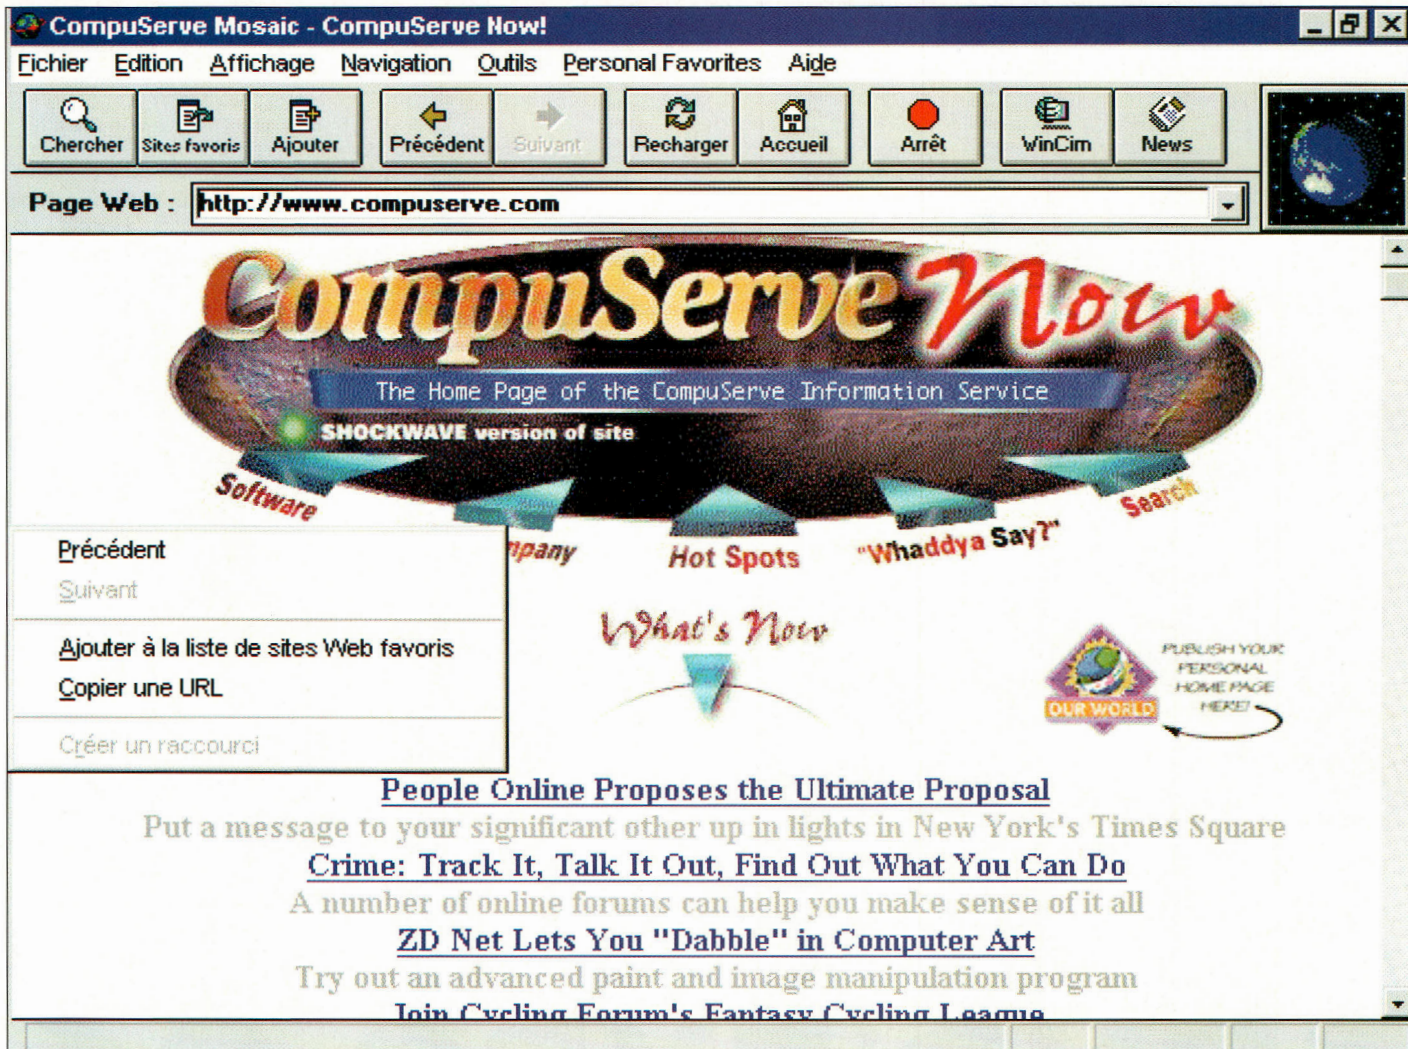 CompuServe Mosaic - CompuServe Now!
Fichier Edition Affichage Navigation Outils Personal Favorites Aide
Chercher Sites favoris Ajouter Précédent Suivant Recharger Accueil Arrêt WinCim News
Page Web : http://www.compuserve.com
CompuServe Now
The Home Page of the CompuServe Information Service
SHOCKWAVE version of site
Software
mpany
Hot Spots
"Whaddya Say?"
Search
Précédent
Suivant
Ajouter à la liste de sites Web favoris
Copier une URL
Créer un raccourci
What's Now
OUR WORLD
PUBLISH YOUR
PERSONAL
HOME PAGE
HERE!
People Online Proposes the Ultimate Proposal
Put a message to your significant other up in lights in New York's Times Square
Crime: Track It, Talk It Out, Find Out What You Can Do
A number of online forums can help you make sense of it all
ZD Net Lets You "Dabble" in Computer Art
Try out an advanced paint and image manipulation program
Join Cycling Forum's Fantasy Cycling League